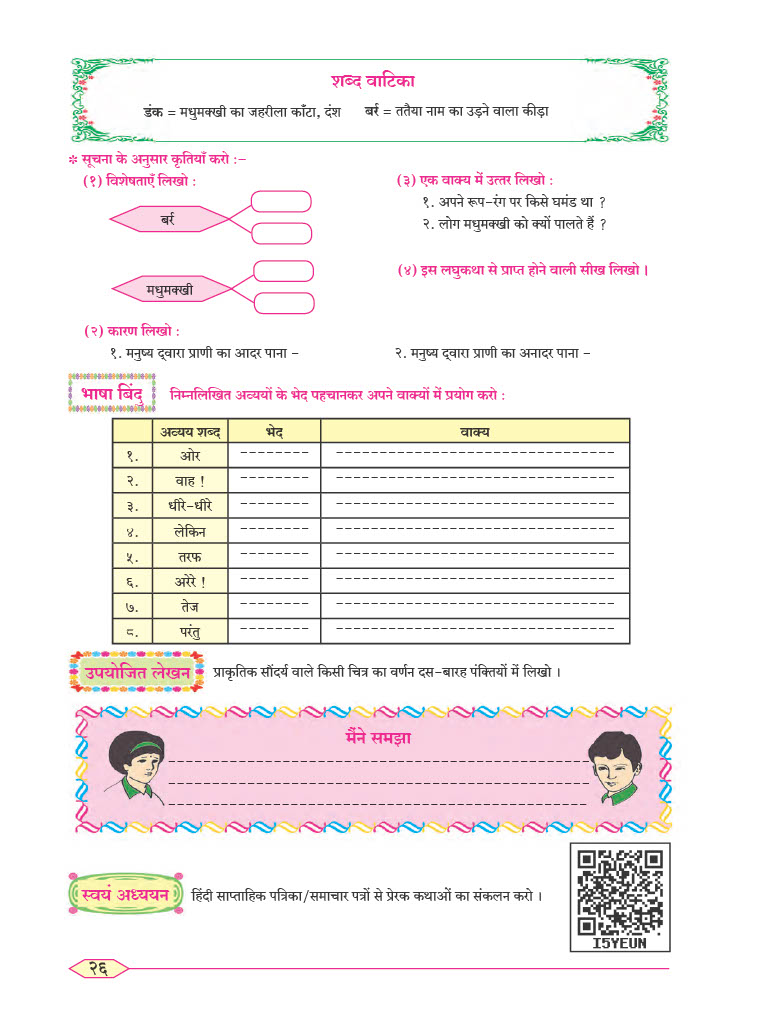 शब्द वाटिका
डंक = मधुमक्खी का जहरीला काँटा, दंश बर्र = ततैया नाम का उड़ने वाला कीड़ा
* सूचना के अनुसार कृतियाँ करो :-
(१) विशेषताएँ लिखो :
बर्र
मधुमक्खी
(३) एक वाक्य में उत्तर लिखो :
१. अपने रूप-रंग पर किसे घमंड था ?
२. लोग मधुमक्खी को क्यों पालते हैं ?
(४) इस लघुकथा से प्राप्त होने वाली सीख लिखो ।
(२) कारण लिखो :
१. मनुष्य द्‌वारा प्राणी का आदर पाना -
२. मनुष्य द्‌वारा प्राणी का अनादर पाना -
भाषा बिंदु
निम्नलिखित अव्ययों के भेद पहचानकर अपने वाक्यों में प्रयोग करो :
अव्यय शब्द भेद वाक्य
१. ओर
२. वाह !
३. धीरे-धीरे
४. लेकिन
५. तरफ
६. अरेरे !
७. तेज
८. परंतु
उपयोजित लेखन
प्राकृतिक सौंदर्य वाले किसी चित्र का वर्णन दस-बारह पंक्तियों में लिखो ।
मैंने समझा
स्वयं अध्ययन
हिंदी साप्ताहिक पत्रिका/समाचार पत्रों से प्रेरक कथाओं का संकलन करो ।
I5YEUN
२६